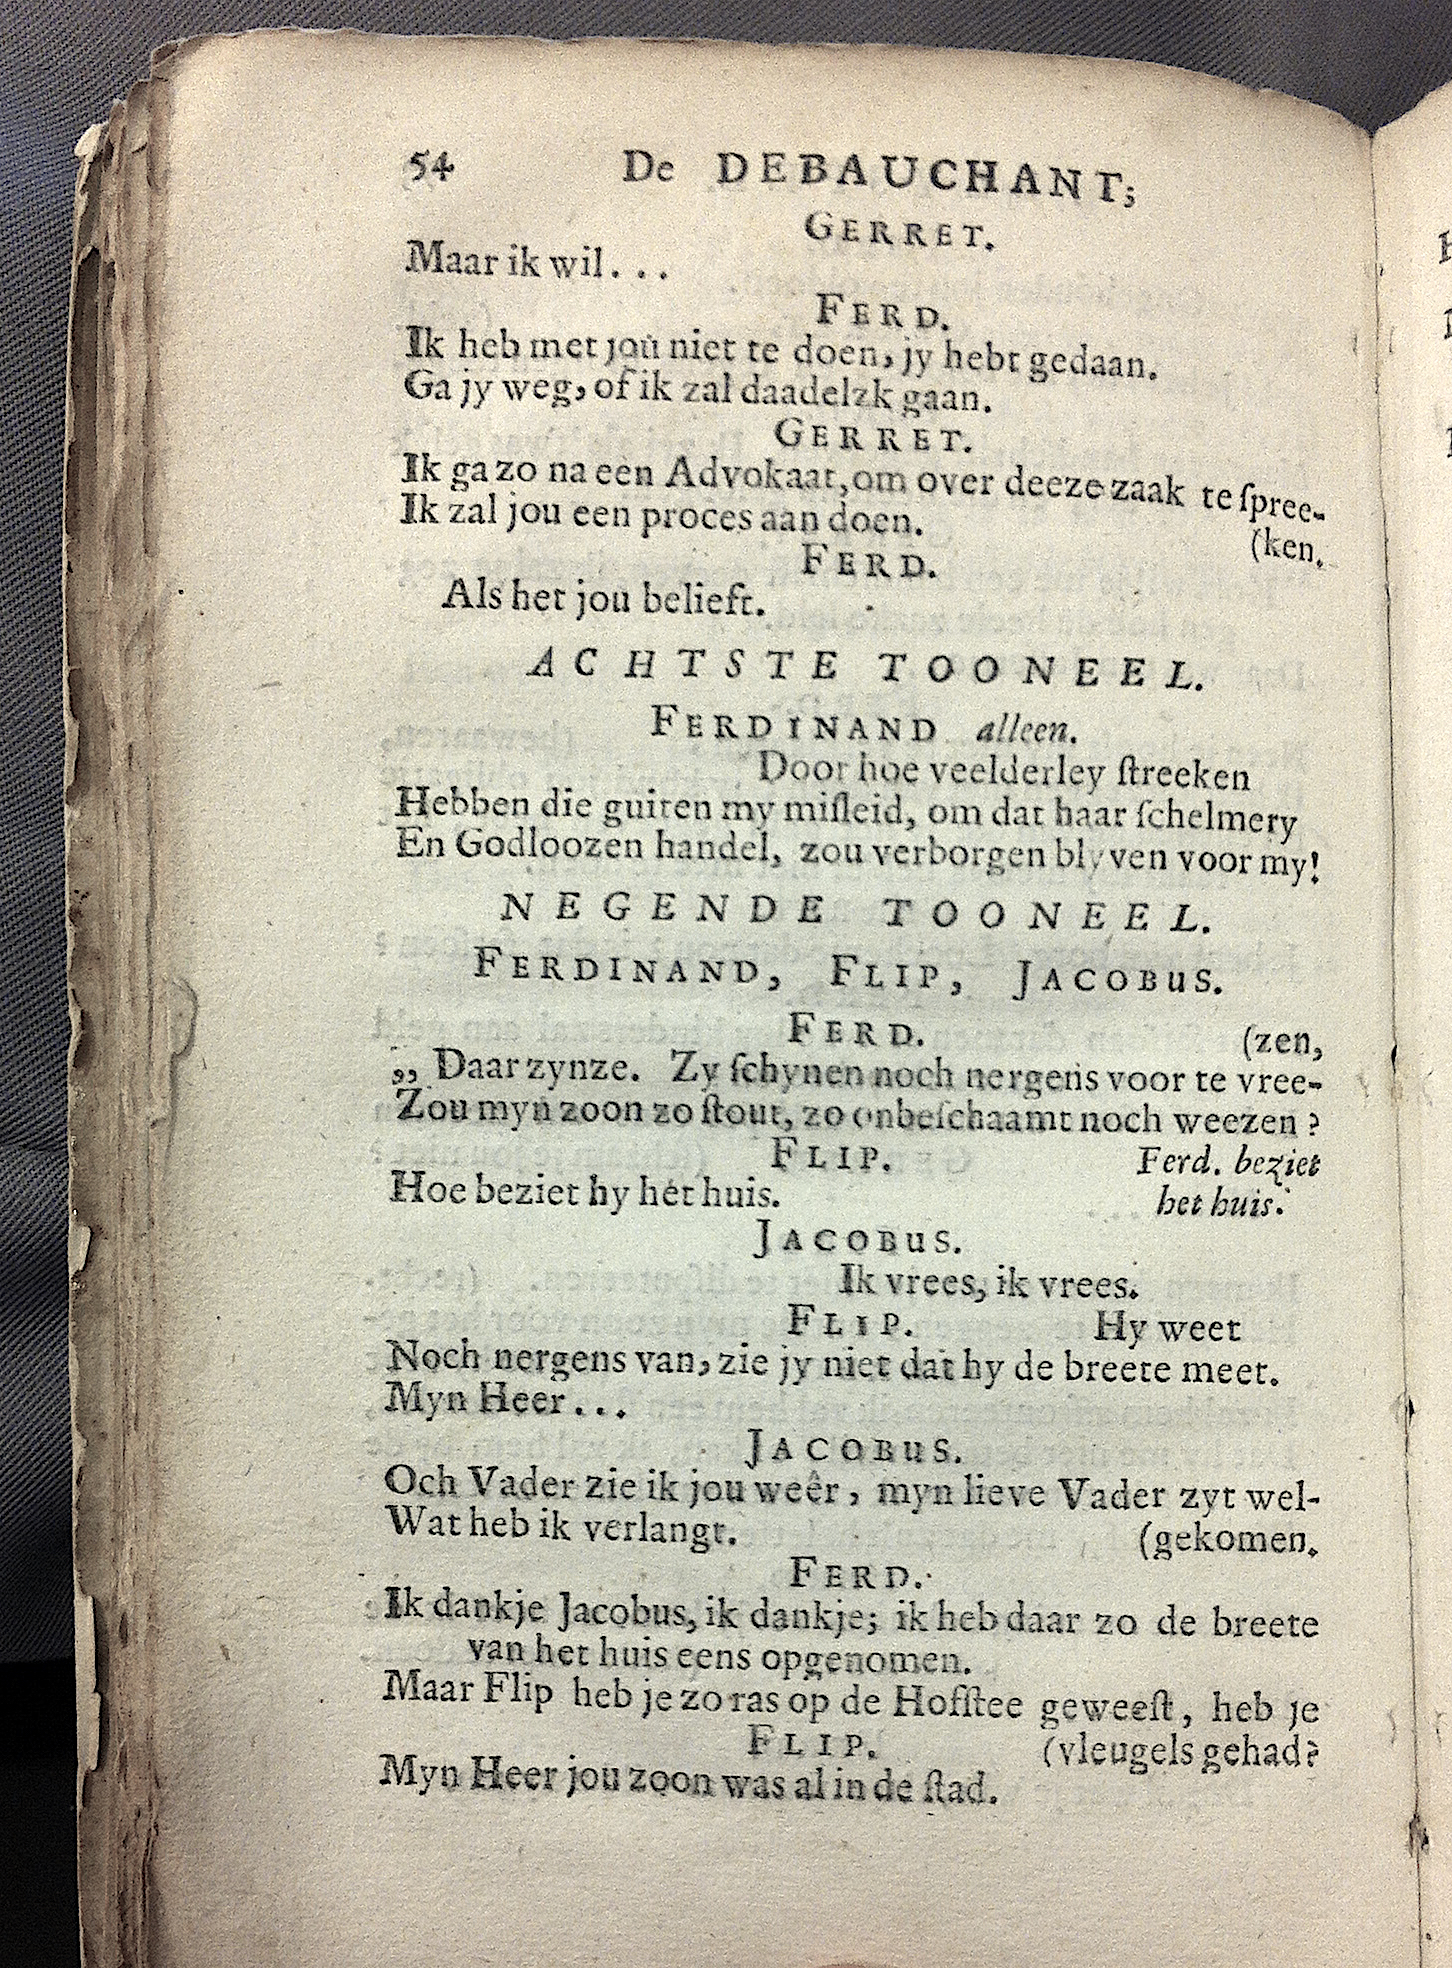 54 De DEBAUCHANT;
GERRET.
Maar ik wil...
FERD.
Ik heb met jou niet te doen, jy hebt gedaan.
Ga jy weg, of ik zal daadelzk gaan.
GERRET.
Ik ga zo na een Advokaat, om over deeze zaak te ſpree-
Ik zal jou een proces aan doen. (ken.
FERD.
Als het jou belieft.
ACHTSTE TOONEEL.
FERDINAND alleen.
Door hoe veelderley ſtreeken
Hebben die guiten my miſleid, om dat haar ſchelmery
En Godloozen handel, zou verborgen blyven voor my!
NEGENDE TOONEEL.
FERDINAND, FLIP, JACOBUS.
FERD. (zen,
„ Daar zynze. Zy ſchynen noch nergens voor te vree-
Zou myn zoon zo ſtout, zo onbeſchaamt noch weezen?
FLIP. Ferd. beziet
Hoe beziet hy hét huis. het huis.
JACOBUS.
Ik vrees, ik vrees.
FLIP. Hy weet
Noch nergens van, zie jy niet dat hy de breete meet.
Myn Heer...
JACOBUS.
Och Vader zie ik jou weêr, myn lieve Vader zyt wel-
Wat heb ik verlangt. (gekomen.
FERD.
Ik dankje Jacobus, ik dankje; ik heb daar zo de breete
van het huis eens opgenomen.
Maar Flip heb je zo ras op de Hofſtee geweeſt, heb je
FLIP. (vleugels gehad?
Myn Heer jou zoon was al in de ſtad.